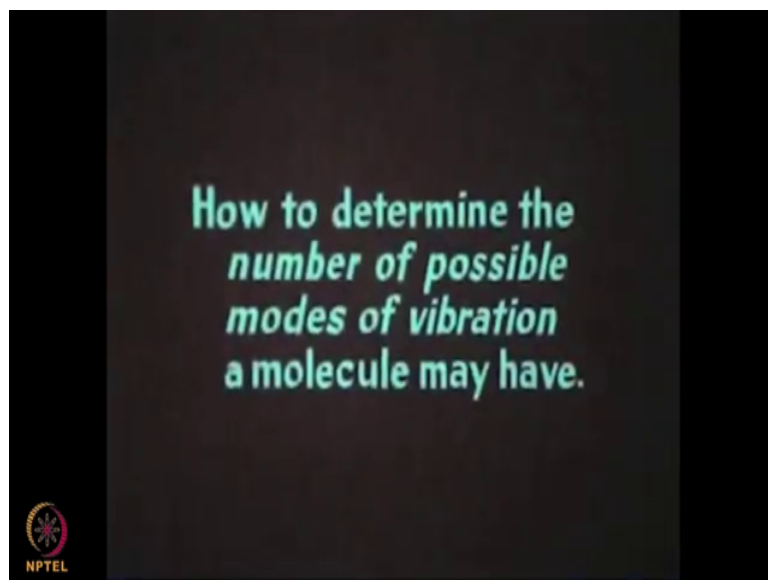 How to determine the
number of possible
modes of vibration
a molecule may have.
NPTEL